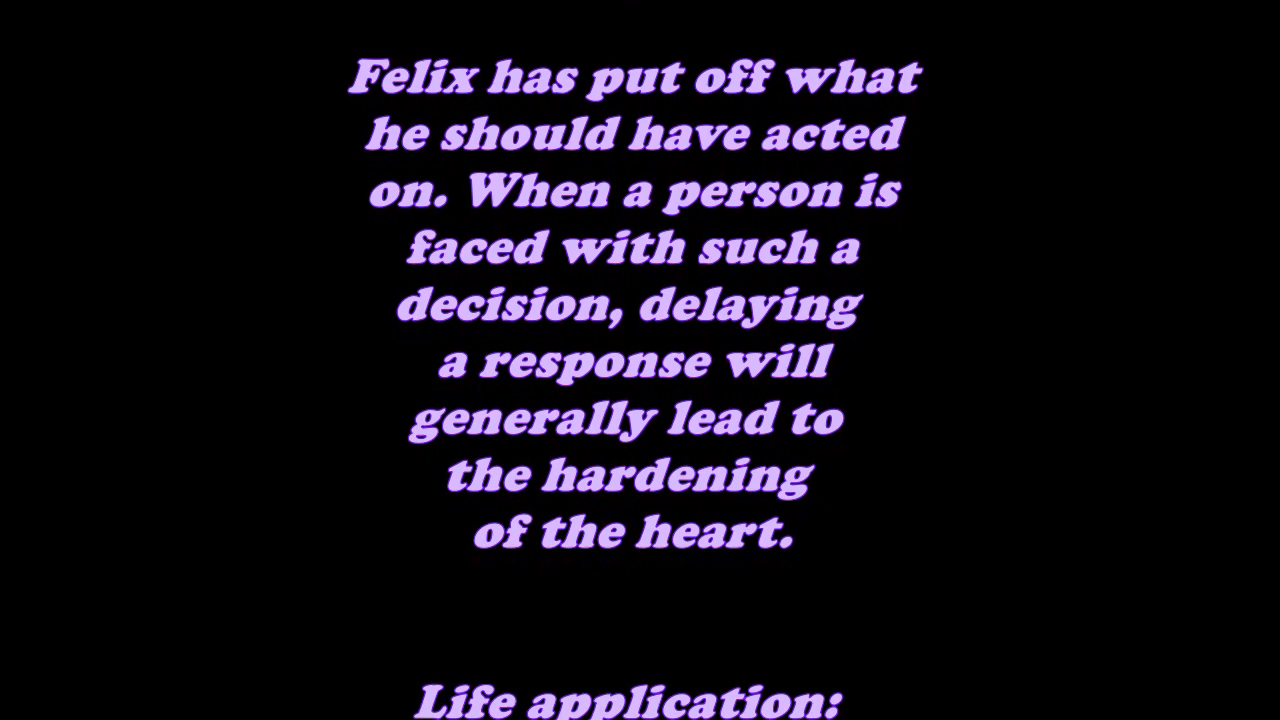 Felix has put off what
he should have acted
on. When a person is
faced with such a
decision, delaying
a response will
generally lead to
the hardening
of the heart.
Life application: